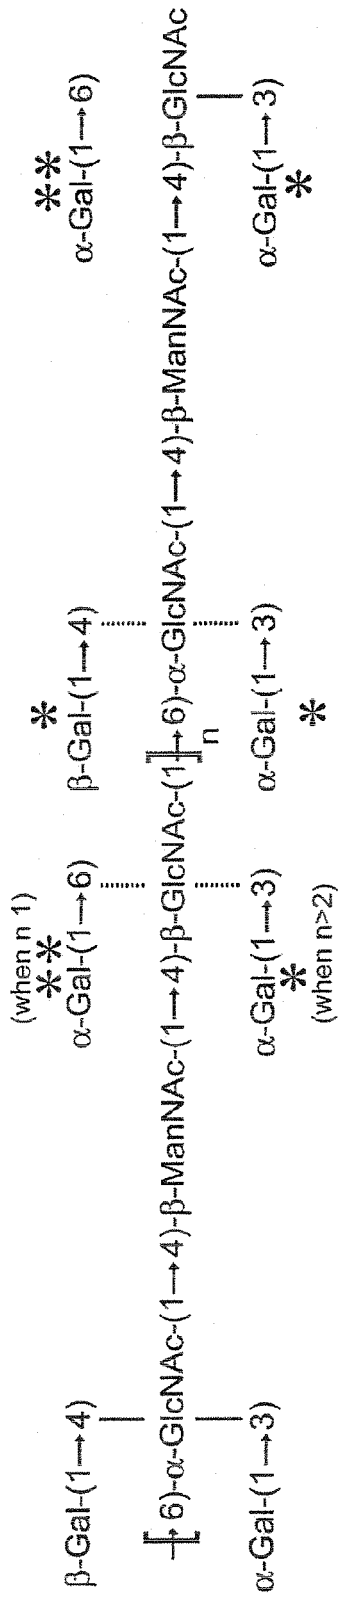 (when n 1)
** * **
β-Gal-(1→4) α-Gal-(1→6) β-Gal-(1→4) α-Gal-(1→6)
[→6)-α-GlcNAc-(1→4)-β-ManNAc-(1→4)-β-GlcNAc-(1]→6)-α-GlcNAc-(1→4)-β-ManNAc-(1→4)-β-GlcNAc
n
α-Gal-(1→3) α-Gal-(1→3) α-Gal-(1→3) α-Gal-(1→3)
* * *
(when n>2)